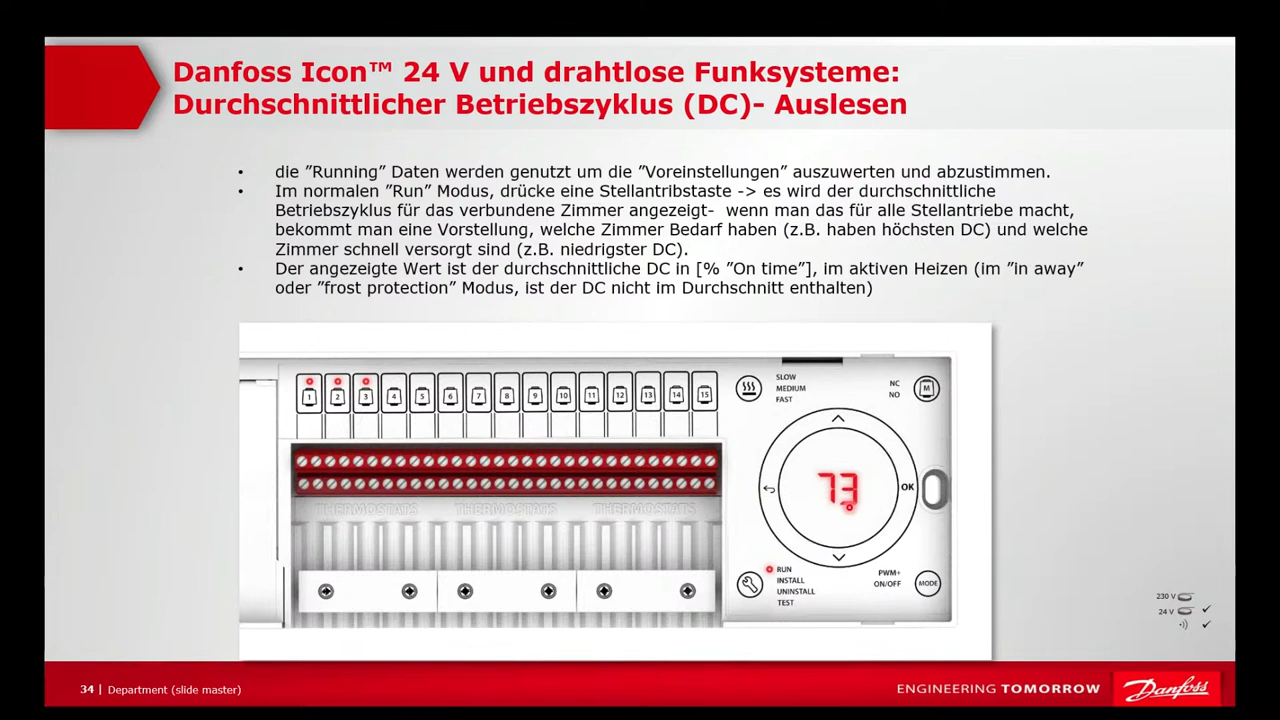 Danfoss Icon™ 24 V und drahtlose Funksysteme:
Durchschnittlicher Betriebszyklus (DC)- Auslesen
• die ”Running” Daten werden genutzt um die ”Voreinstellungen” auszuwerten und abzustimmen.
• Im normalen ”Run” Modus, drücke eine Stellantribstaste -> es wird der durchschnittliche
Betriebszyklus für das verbundene Zimmer angezeigt- wenn man das für alle Stellantriebe macht,
bekommt man eine Vorstellung, welche Zimmer Bedarf haben (z.B. haben höchsten DC) und welche
Zimmer schnell versorgt sind (z.B. niedrigster DC).
• Der angezeigte Wert ist der durchschnittliche DC in [% ”On time”], im aktiven Heizen (im ”in away”
oder ”frost protection” Modus, ist der DC nicht im Durchschnitt enthalten)
1 2 3 4 5 6 7 8 9 10 11 12 13 14 15
SLOW
MEDIUM
FAST
NC
NO
M
73
OK
THERMOSTATS THERMOSTATS THERMOSTATS
RUN
INSTALL
UNINSTALL
TEST
PWM+
ON/OFF
MODE
230 V
24 V
34 | Department (slide master)
ENGINEERING TOMORROW
Danfoss